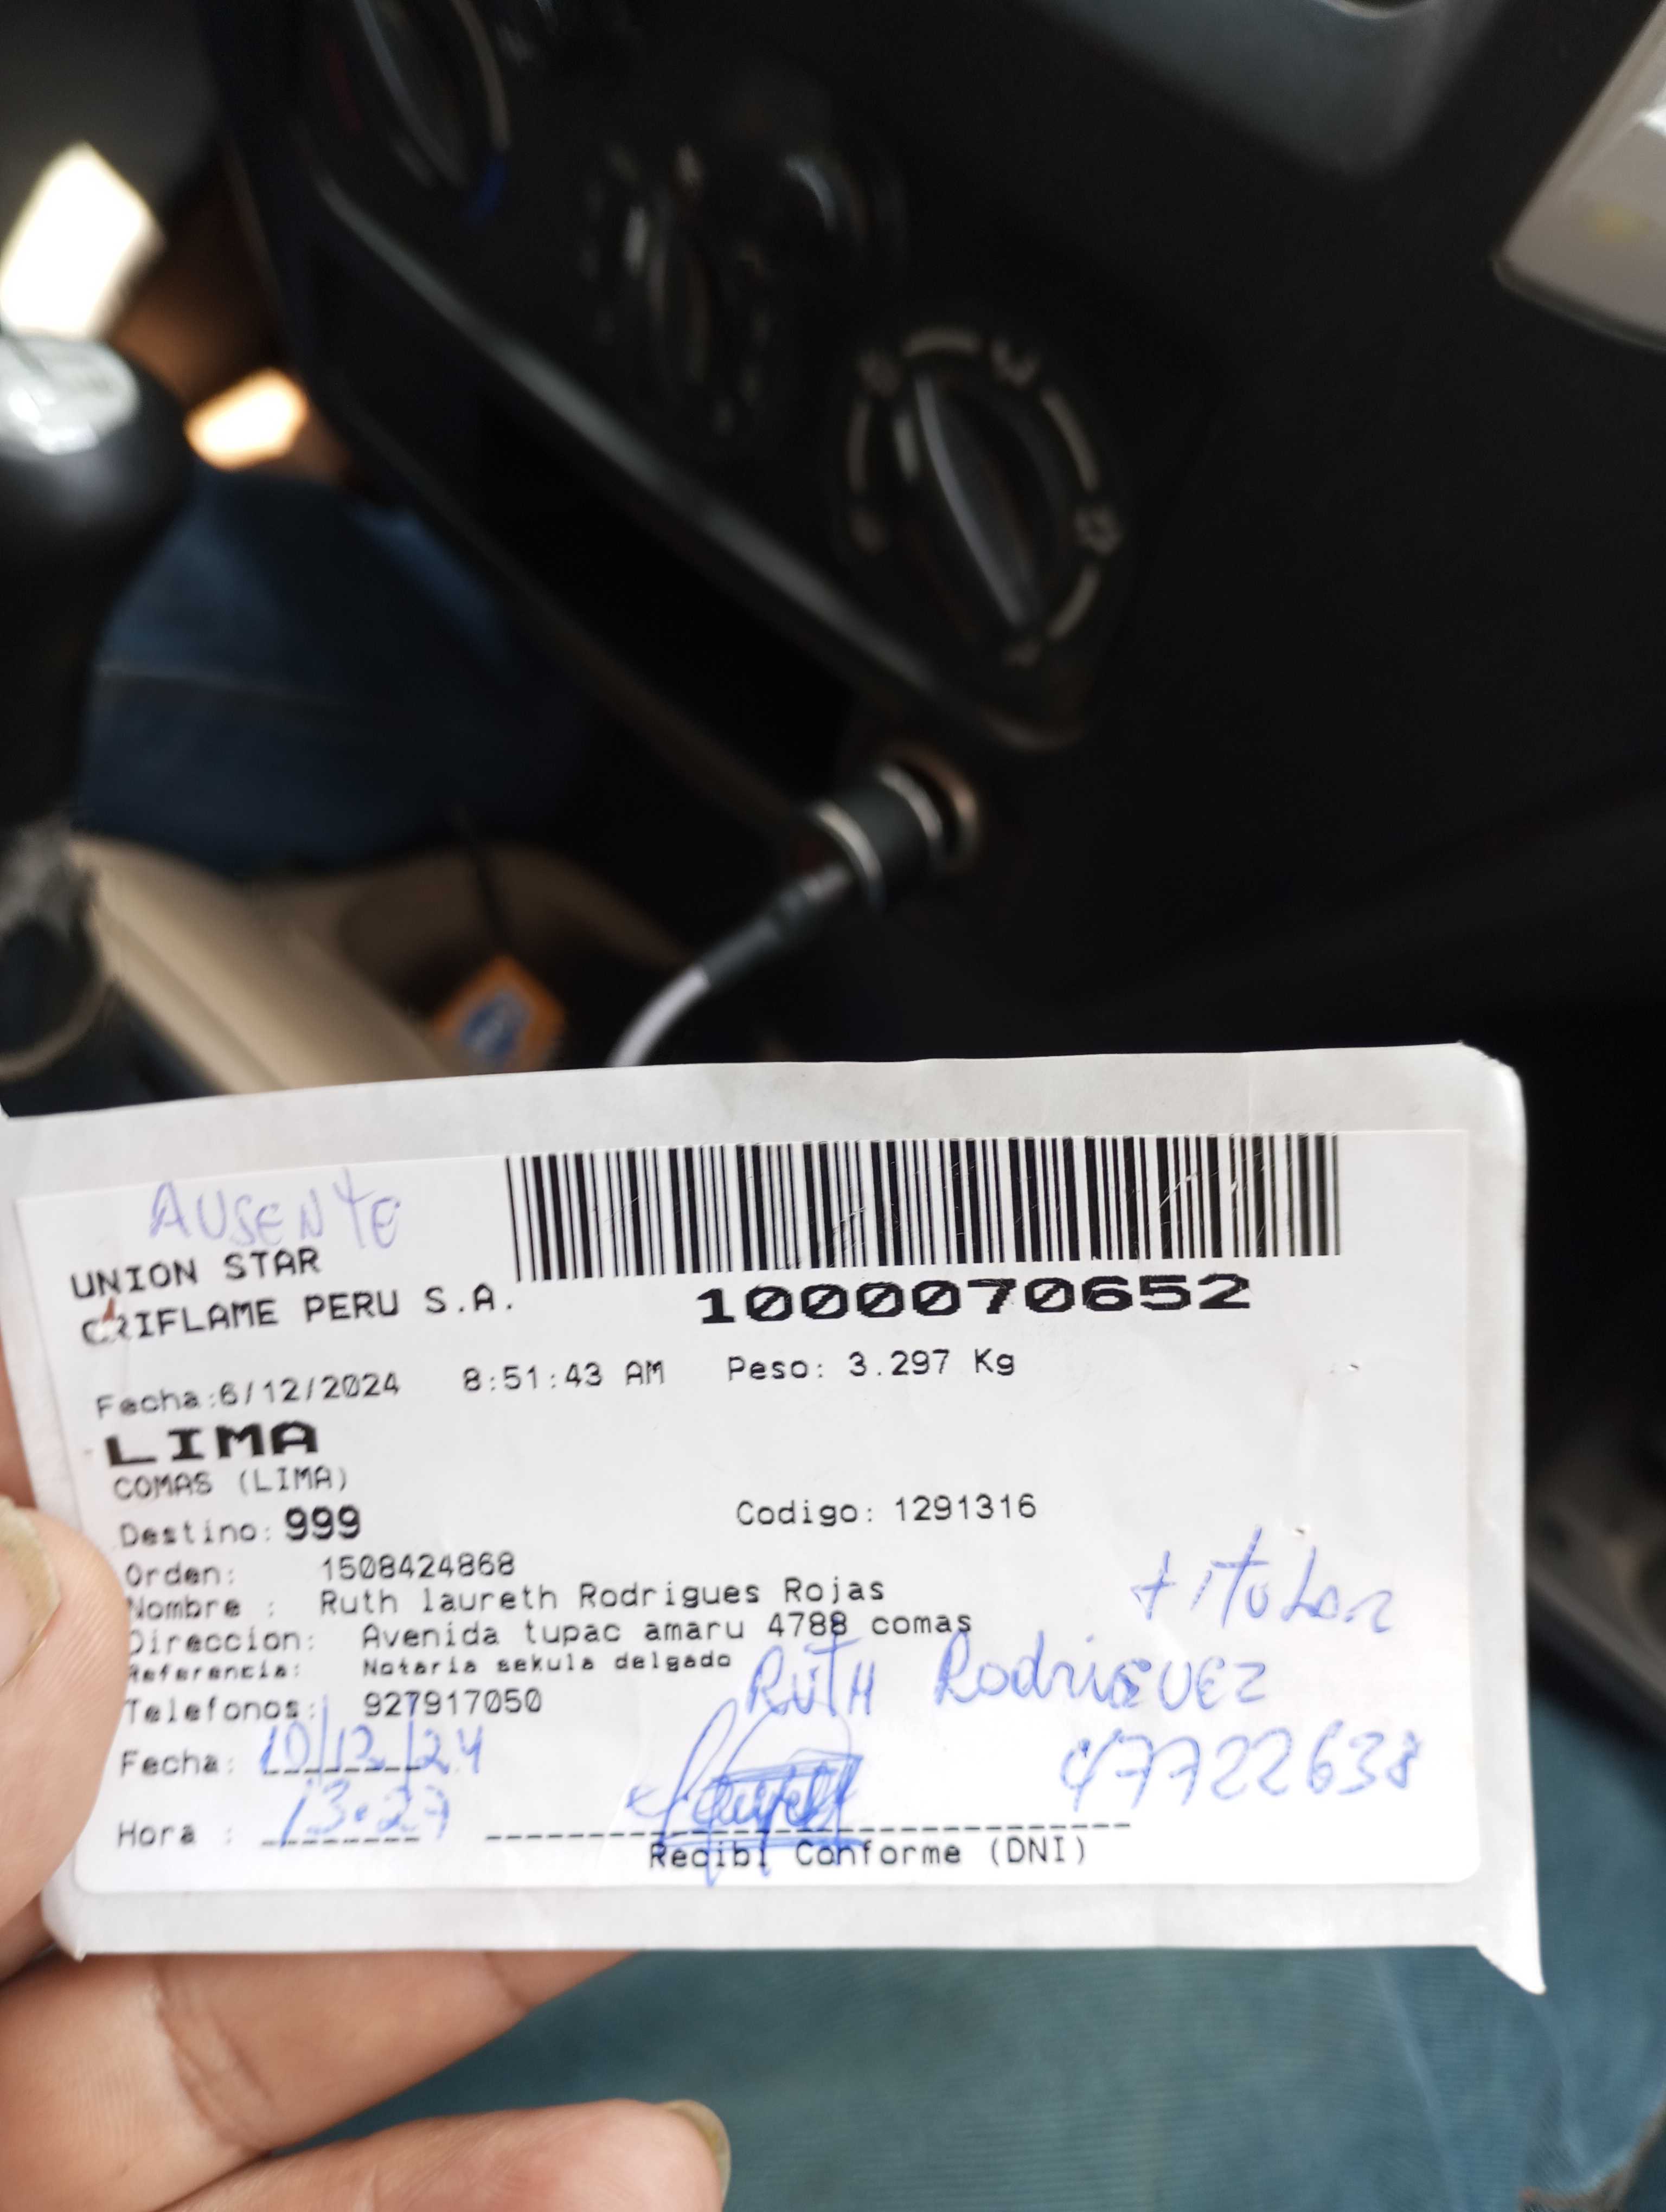 AUSENTE
UNION STAR
ORIFLAME PERU S.A.
1000070652
Fecha:6/12/2024 8:51:43 AM Peso: 3.297 Kg
LIMA
COMAS (LIMA)
Destino: 999 Codigo: 1291316
Orden: 1508424868
Nombre : Ruth laureth Rodrigues Rojas
titular
Direccion: Avenida tupac amaru 4788 comas
Referencia: Notaria sekula delgado
RUTH RodriGUEZ
Telefonos: 927917050
Fecha: 10/12/24
47722638
Hora : 13:27
Recibi Conforme (DNI)